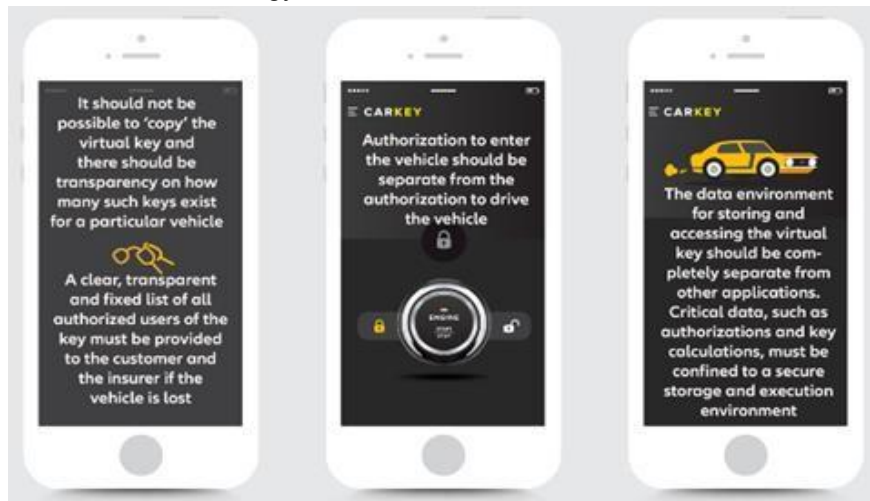 It should not be
possible to 'copy' the
virtual key and
there should be
transparency on how
many such keys exist
for a particular vehicle
A clear, transparent
and fixed list of all
authorized users of the
key must be provided
to the customer and
the insurer if the
vehicle is lost
CARKEY
Authorization to enter
the vehicle should be
separate from the
authorization to drive
the vehicle
ENGINE
START
STOP
CARKEY
The data environment
for storing and
accessing the virtual
key should be com-
pletely separate from
other applications.
Critical data, such as
authorizations and key
calculations, must be
confined to a secure
storage and execution
environment